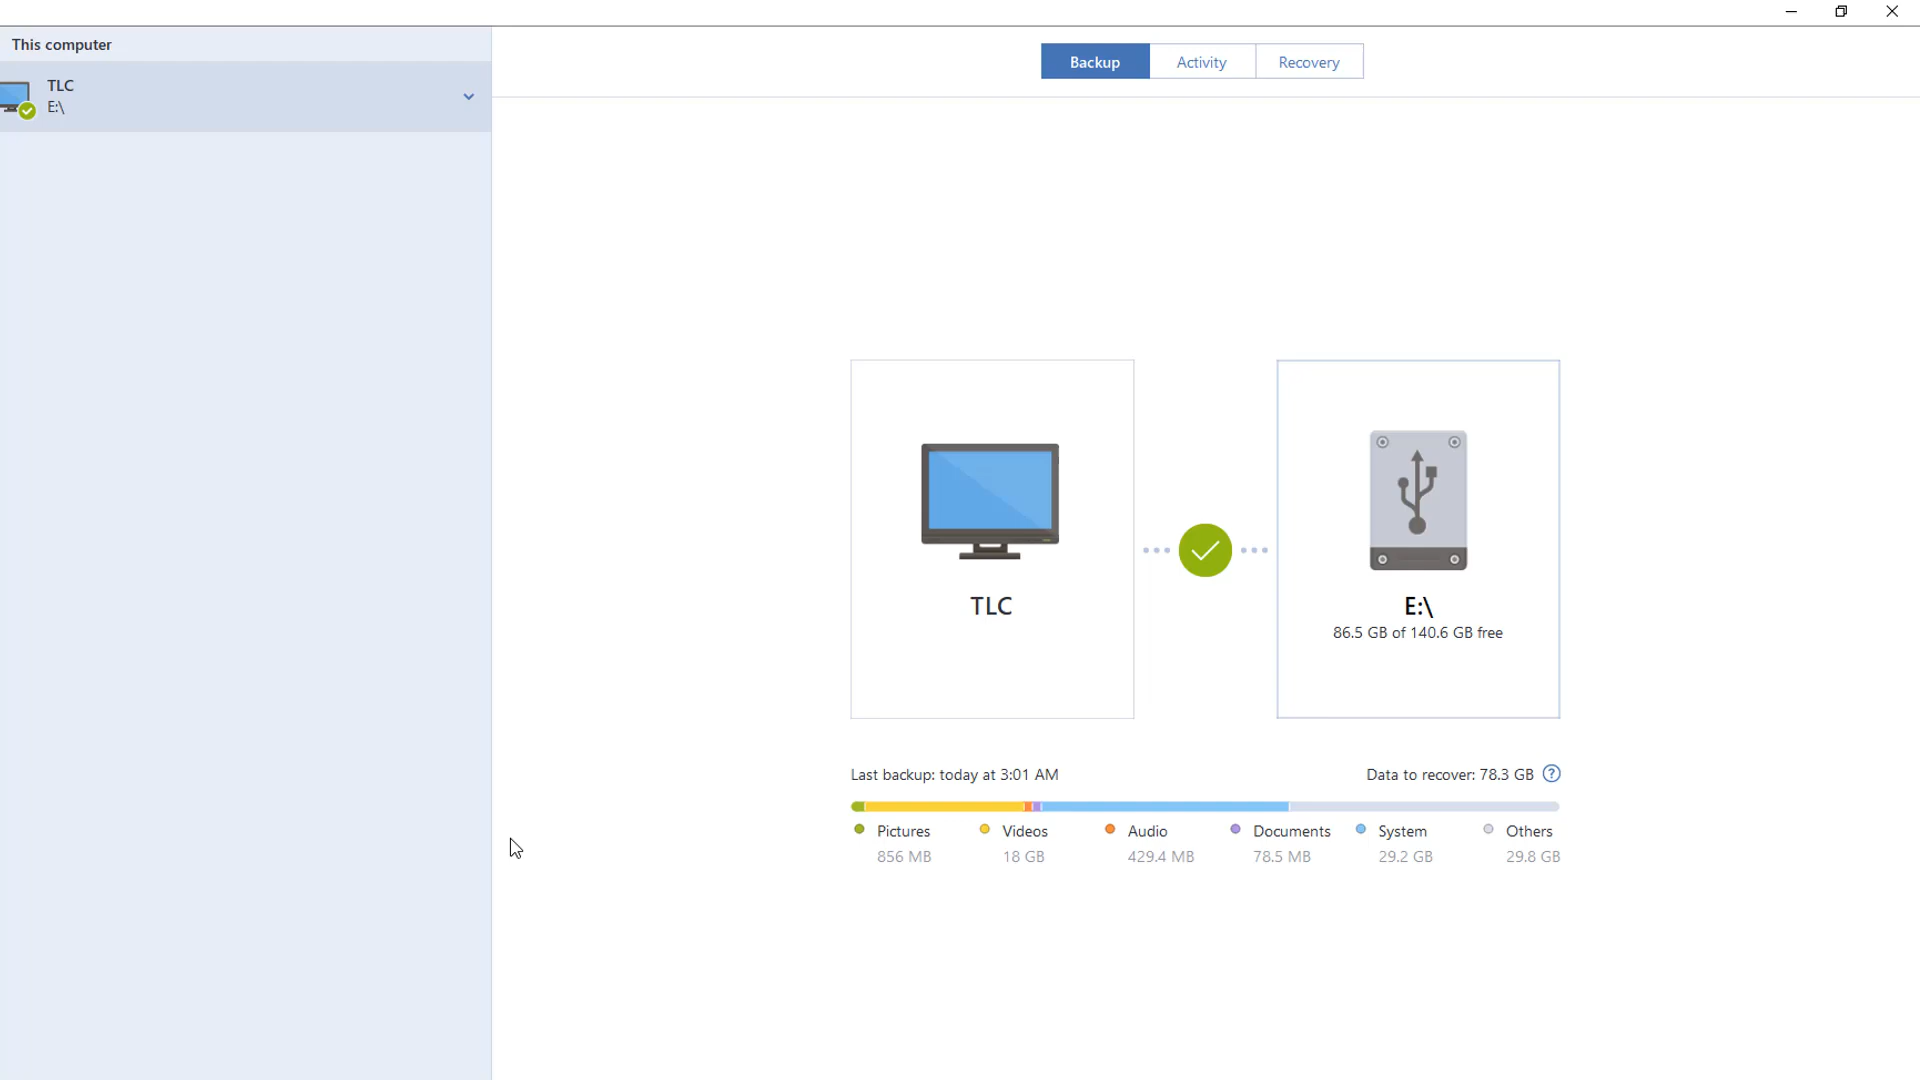 This computer
TLC
E:\
Backup
Activity
Recovery
TLC
E:\
86.5 GB of 140.6 GB free
Last backup: today at 3:01 AM
Data to recover: 78.3 GB ?
Pictures
Videos
Audio
Documents
System
Others
856 MB
18 GB
429.4 MB
78.5 MB
29.2 GB
29.8 GB